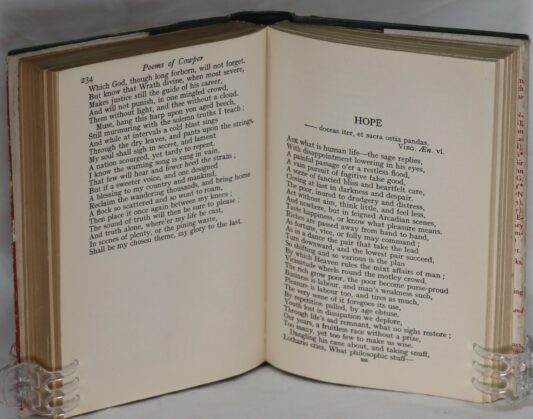 234
Poems of Cowper
Which God, though long forborn, will not forget.
But know that Wrath divine, when most severe,
Makes justice still the guide of his career,
And will not punish, in one mingled crowd,
Them without light, and thee without a cloud.
Muse, hang this harp upon yon aged beech,
Still murmuring with the solemn truths I teach;
And while at intervals a cold blast sings
Through the dry leaves, and pants upon the strings,
My soul shall sigh in secret, and lament
A nation scourged, yet tardy to repent.
I know the warning song is sung in vain,
That few will hear and fewer heed the strain;
But if a sweeter voice, and one designed
A blessing to my country and mankind,
Reclaim the wandering thousands, and bring home
A flock so scattered and so wont to roam,
Then place it once again between my knees;
The sound of truth will then be sure to please;
And truth alone, where'er my life be cast,
In scenes of plenty, or the pining waste,
Shall be my chosen theme, my glory to the last.
HOPE
—— doceas iter, et sacra ostia pandas.
VIRG. Æn. vi.
ASK what is human life—the sage replies,
With disappointment lowering in his eyes,
A painful passage o'er a restless flood,
A vain pursuit of fugitive false good,
A scene of fancied bliss and heartfelt care,
Closing at last in darkness and despair.
The poor, inured to drudgery and distress,
Act without aim, think little, and feel less,
And nowhere, but in feigned Arcadian scenes,
Taste happiness, or know what pleasure means.
Riches are passed away from hand to hand,
As fortune, vice, or folly may command;
As in a dance the pair that take the lead
Turn downward, and the lowest pair succeed,
So shifting and so various is the plan
By which Heaven rules the mixt affairs of man;
Vicissitude wheels round the motley crowd,
The rich grow poor, the poor become purse-proud
Business is labour, and man's weakness such,
Pleasure is labour too, and tires as much,
The very sense of it foregoes its use,
By repetition palled, by age obtuse.
Youth lost in dissipation we deplore,
Through life's sad remnant, what no sighs restore;
Our years, a fruitless race without a prize,
Too many, yet too few to make us wise.
Dangling his cane about, and taking snuff,
Lothario cries, What philosophic stuff—